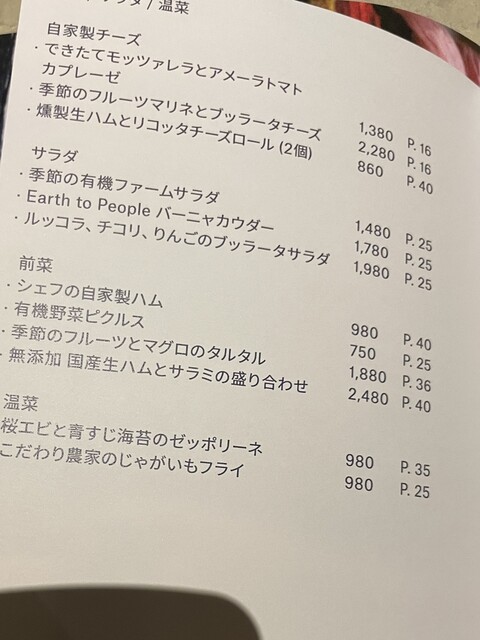 サラダ / 温菜
自家製チーズ
・できたてモッツァレラとアメーラトマト
カプレーゼ 1,380 P. 16
・季節のフルーツマリネとブッラータチーズ 2,280 P. 16
・燻製生ハムとリコッタチーズロール (2個) 860 P. 40
サラダ
・季節の有機ファームサラダ 1,480 P. 25
・Earth to People バーニャカウダー 1,780 P. 25
・ルッコラ、チコリ、りんごのブッラータサラダ 1,980 P. 25
前菜
・シェフの自家製ハム 980 P. 40
・有機野菜ピクルス 750 P. 25
・季節のフルーツとマグロのタルタル 1,880 P. 36
・無添加 国産生ハムとサラミの盛り合わせ 2,480 P. 40
温菜
桜エビと青すじ海苔のゼッポリーネ 980 P. 35
こだわり農家のじゃがいもフライ 980 P. 25